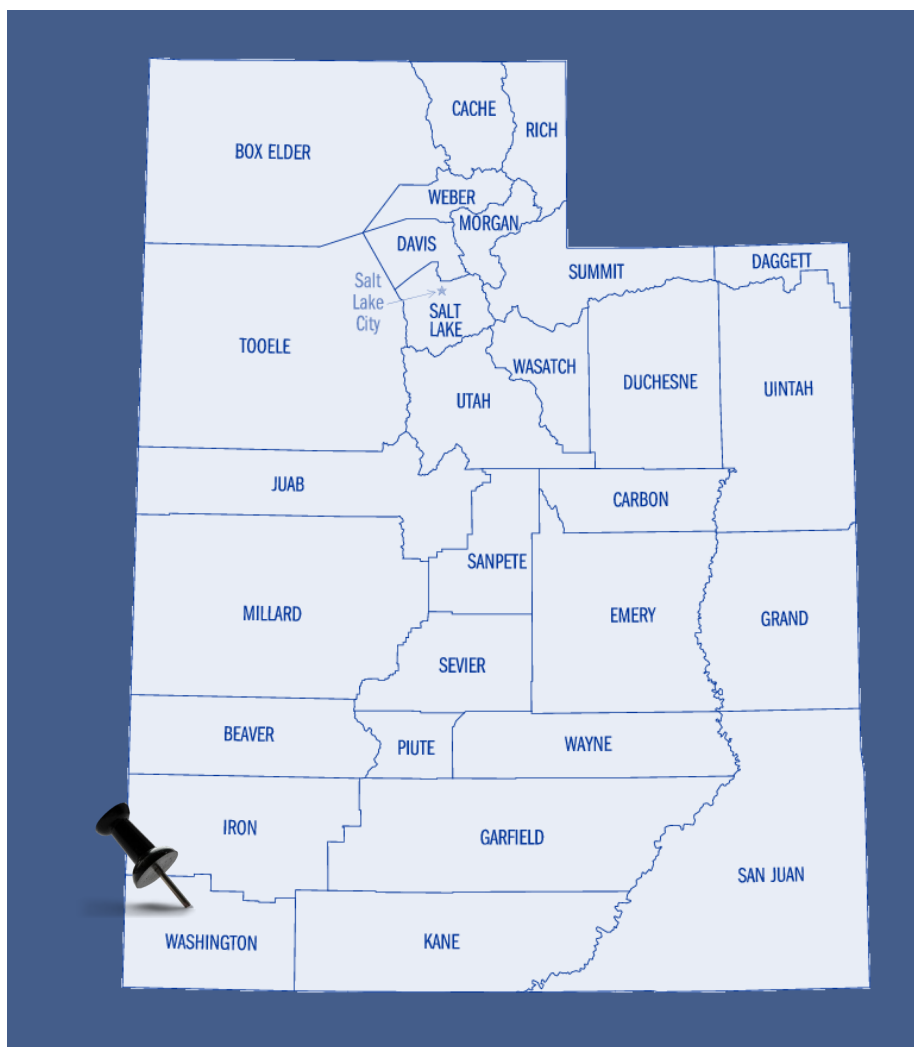 CACHE
RICH
BOX ELDER
WEBER
MORGAN
DAVIS
DAGGETT
SUMMIT
Salt
Lake
City
SALT
LAKE
TOOELE
WASATCH
DUCHESNE
UINTAH
UTAH
JUAB
CARBON
SANPETE
MILLARD
EMERY
GRAND
SEVIER
BEAVER
PIUTE
WAYNE
IRON
GARFIELD
SAN JUAN
WASHINGTON
KANE